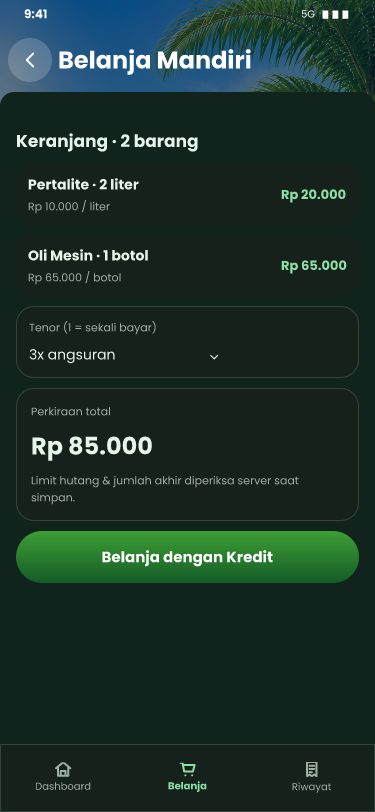 9:41
5G
Belanja Mandiri
Keranjang · 2 barang
Pertalite · 2 liter
Rp 10.000 / liter
Rp 20.000
Oli Mesin · 1 botol
Rp 65.000 / botol
Rp 65.000
Tenor (1 = sekali bayar)
3x angsuran
Perkiraan total
Rp 85.000
Limit hutang & jumlah akhir diperiksa server saat
simpan.
Belanja dengan Kredit
Dashboard
Belanja
Riwayat